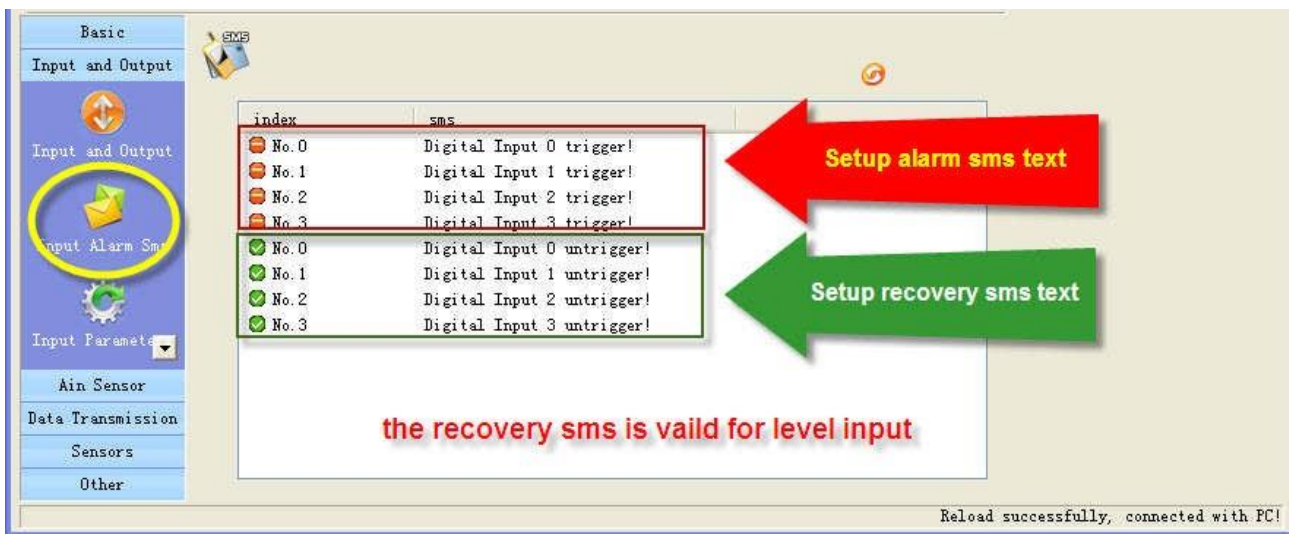 Basic
SMS
Input and Output
index sms
No.0 Digital Input 0 trigger!
Input and Output
No.1 Digital Input 1 trigger!
Setup alarm sms text
No.2 Digital Input 2 trigger!
No.3 Digital Input 3 trigger!
Input Alarm Sms
No.0 Digital Input 0 untrigger!
No.1 Digital Input 1 untrigger!
Setup recovery sms text
No.2 Digital Input 2 untrigger!
No.3 Digital Input 3 untrigger!
Input
Ain Sensor
Data Transmission
the recovery sms is vaild for level input
Sensors
Other
Reload successfully, connected with PC!